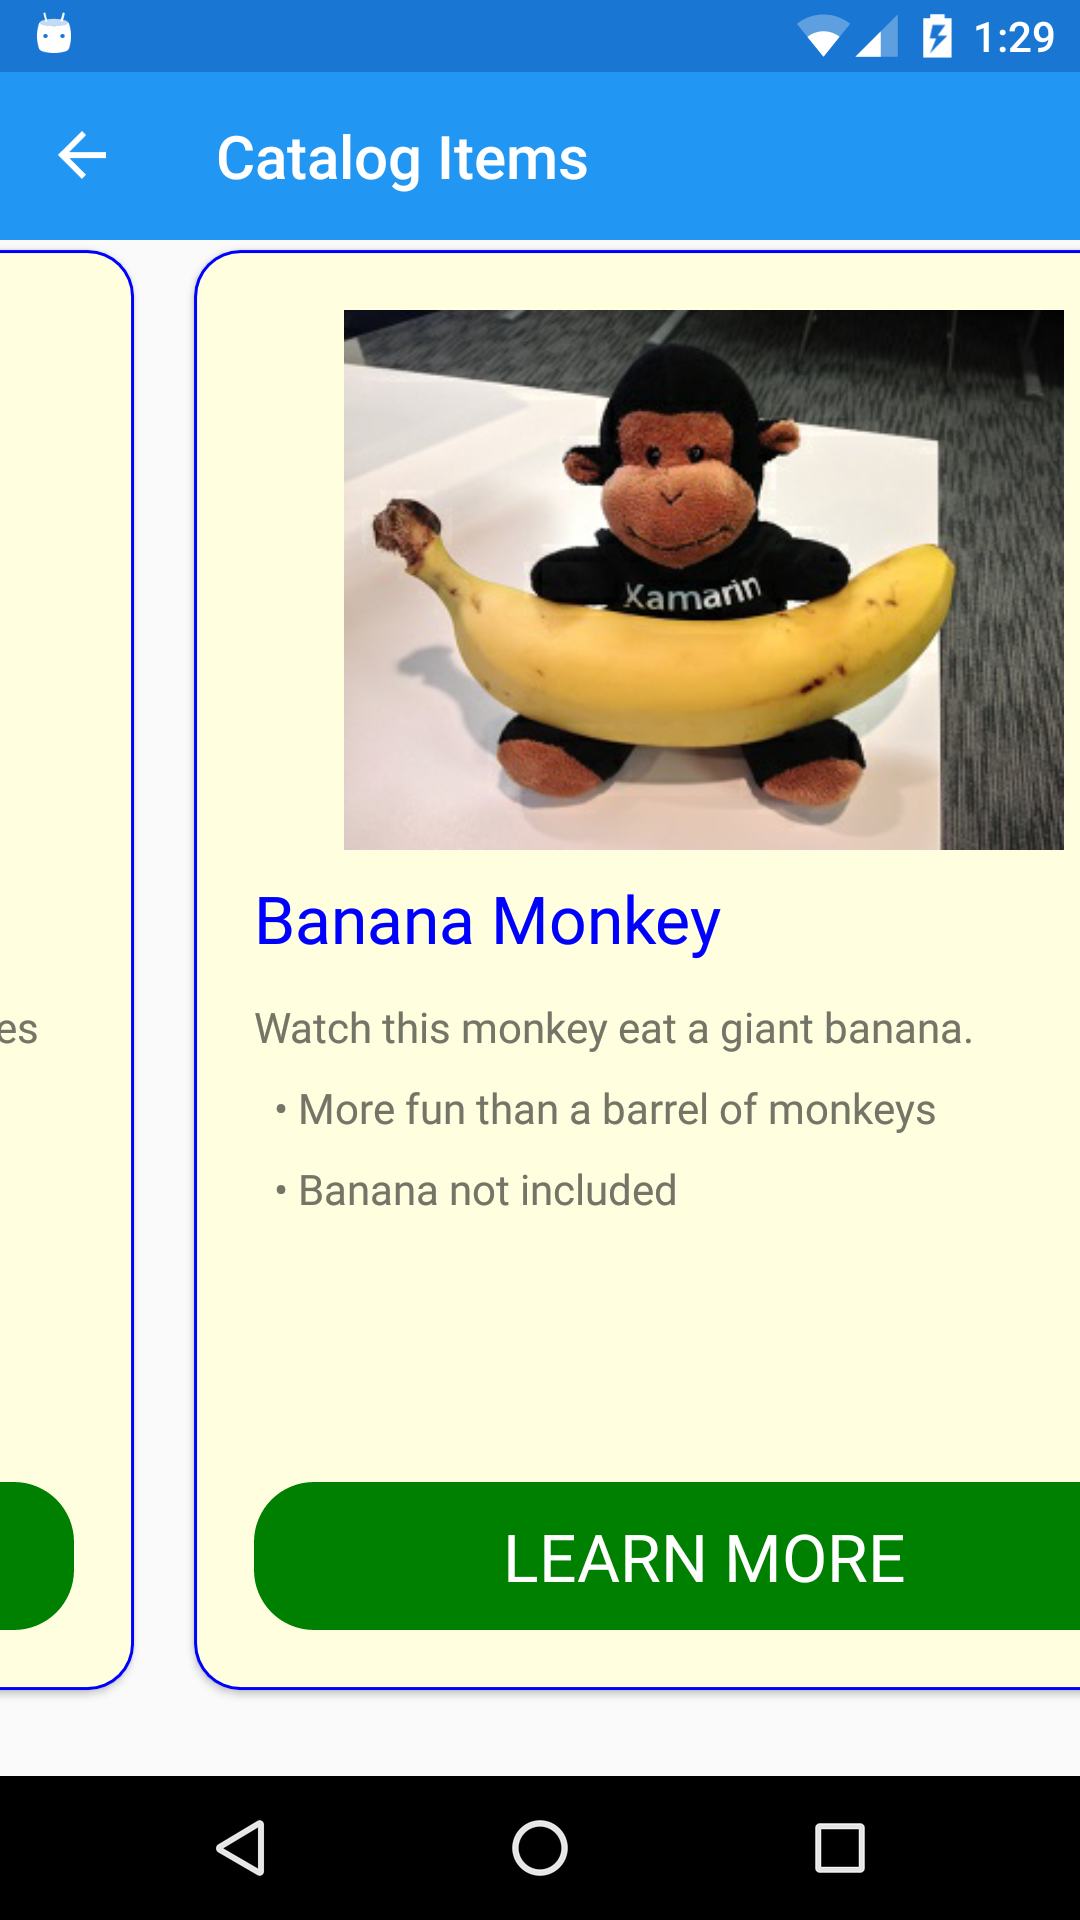 1:29
Catalog Items
Xamarin
Banana Monkey
es
Watch this monkey eat a giant banana.
• More fun than a barrel of monkeys
• Banana not included
LEARN MORE